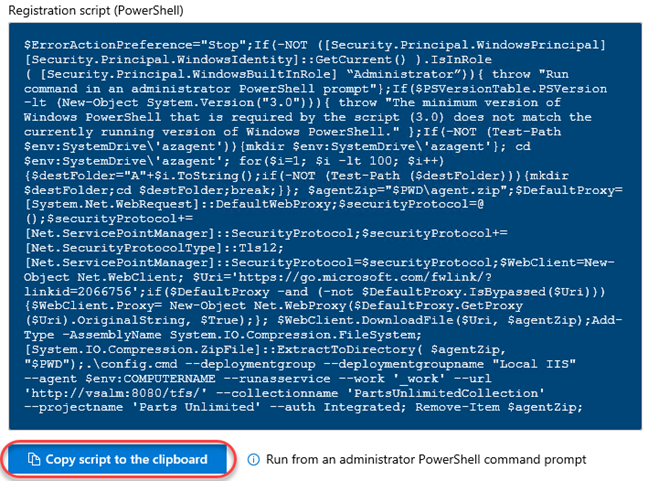 Registration script (PowerShell)
$ErrorActionPreference="Stop";If(-NOT ([Security.Principal.WindowsPrincipal]
[Security.Principal.WindowsIdentity]::GetCurrent() ).IsInRole
( [Security.Principal.WindowsBuiltInRole] “Administrator”)){ throw "Run
command in an administrator PowerShell prompt"};If($PSVersionTable.PSVersion
-lt (New-Object System.Version("3.0"))){ throw "The minimum version of
Windows PowerShell that is required by the script (3.0) does not match the
currently running version of Windows PowerShell." };If(-NOT (Test-Path
$env:SystemDrive\'azagent')){mkdir $env:SystemDrive\'azagent'}; cd
$env:SystemDrive\'azagent'; for($i=1; $i -lt 100; $i++)
{$destFolder="A"+$i.ToString();if(-NOT (Test-Path ($destFolder))){mkdir
$destFolder;cd $destFolder;break;}}; $agentZip="$PWD\agent.zip";$DefaultProxy=
[System.Net.WebRequest]::DefaultWebProxy;$securityProtocol=@
();$securityProtocol+=
[Net.ServicePointManager]::SecurityProtocol;$securityProtocol+=
[Net.SecurityProtocolType]::Tls12;
[Net.ServicePointManager]::SecurityProtocol=$securityProtocol;$WebClient=New-
Object Net.WebClient; $Uri='https://go.microsoft.com/fwlink/?
linkid=2066756';if($DefaultProxy -and (-not $DefaultProxy.IsBypassed($Uri)))
{$WebClient.Proxy= New-Object Net.WebProxy($DefaultProxy.GetProxy
($Uri).OriginalString, $True);}; $WebClient.DownloadFile($Uri, $agentZip);Add-
Type -AssemblyName System.IO.Compression.FileSystem;
[System.IO.Compression.ZipFile]::ExtractToDirectory( $agentZip,
"$PWD");.\config.cmd --deploymentgroup --deploymentgroupname "Local IIS"
--agent $env:COMPUTERNAME --runasservice --work '_work' --url
'http://vsalm:8080/tfs/' --collectionname 'PartsUnlimitedCollection'
--projectname 'Parts Unlimited' --auth Integrated; Remove-Item $agentZip;
Copy script to the clipboard
Run from an administrator PowerShell command prompt